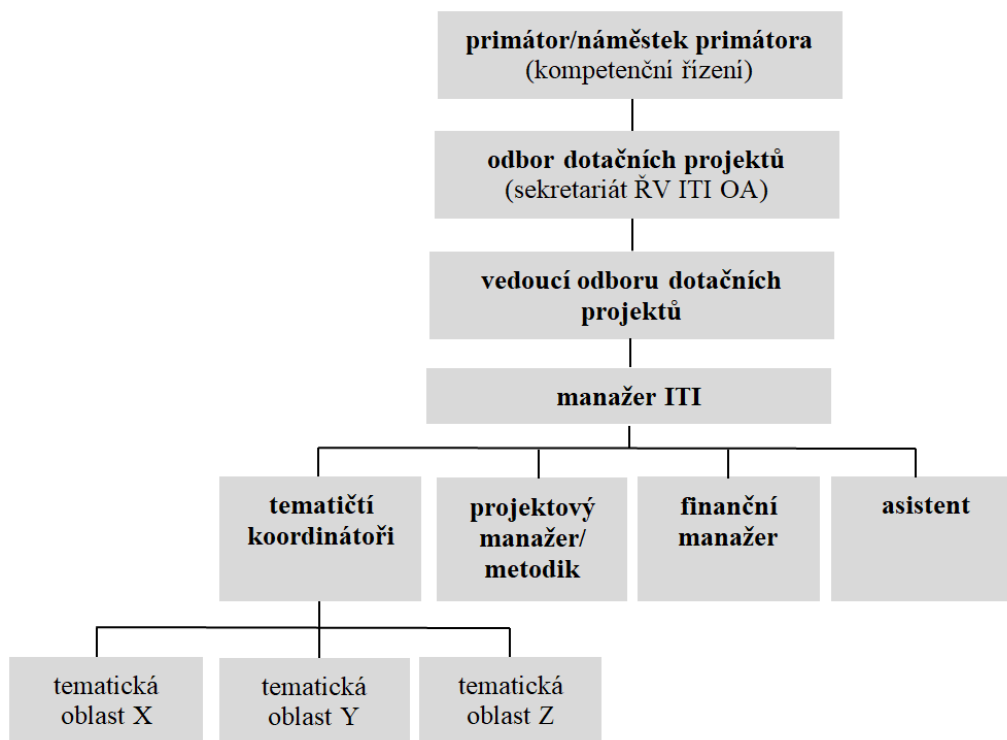 primátor/náměstek primátora
(kompetenční řízení)
odbor dotačních projektů
(sekretariát ŘV ITI OA)
vedoucí odboru dotačních
projektů
manažer ITI
tematičtí
koordinátoři
projektový
manažer/
metodik
finanční
manažer
asistent
tematická
oblast X
tematická
oblast Y
tematická
oblast Z